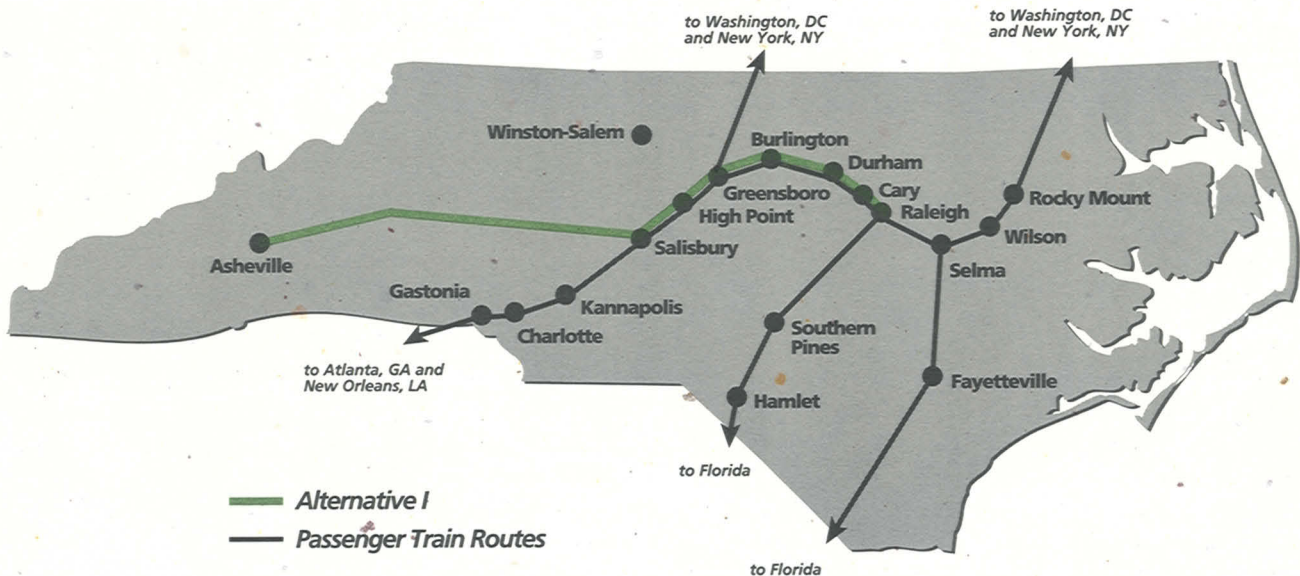 to Washington, DC
and New York, NY
to Washington, DC
and New York, NY
Winston-Salem
Burlington
Durham
Greensboro
Cary
High Point
Raleigh
Rocky Mount
Salisbury
Wilson
Asheville
Selma
Gastonia
Kannapolis
Charlotte
Southern
Pines
to Atlanta, GA and
New Orleans, LA
Fayetteville
Hamlet
to Florida
Alternative I
Passenger Train Routes
to Florida